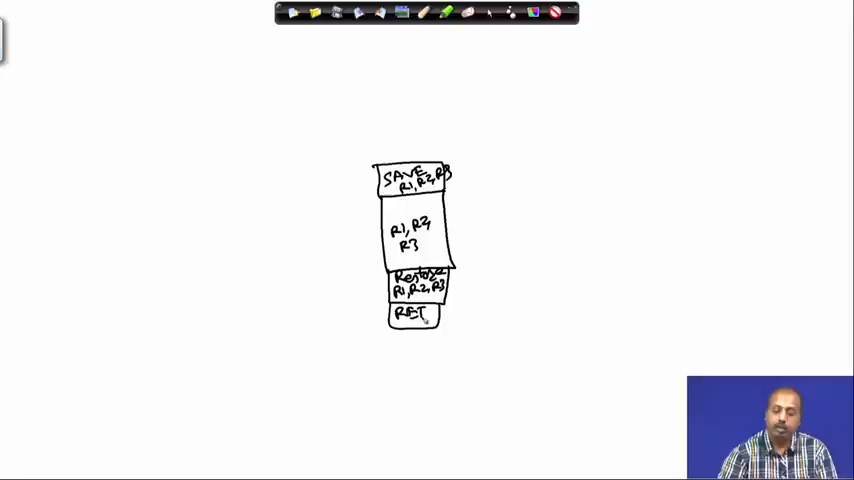 SAVE
R1, R2, R3
R1, R2,
R3
Restore
R1, R2, R3
RET